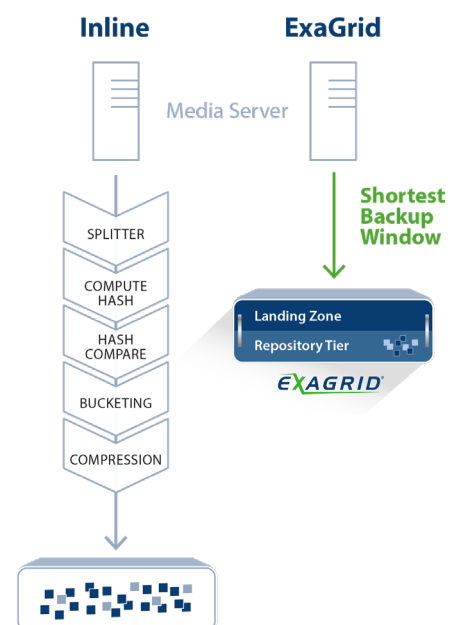 Inline
ExaGrid
Media Server
Shortest
Backup
Window
SPLITTER
COMPUTE
HASH
HASH
COMPARE
BUCKETING
COMPRESSION
Landing Zone
Repository Tier
EXAGRID®